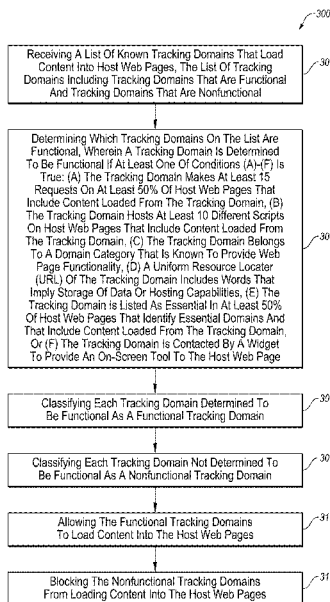 300
Receiving A List Of Known Tracking Domains That Load
Content Into Host Web Pages, The List Of Tracking
Domains Including Tracking Domains That Are Functional
And Tracking Domains That Are Nonfunctional
30
Determining Which Tracking Domains On The List Are
Functional, Wherein A Tracking Domain Is Determined
To Be Functional If At Least One Of Conditions (A)-(F) Is
True: (A) The Tracking Domain Makes At Least 15
Requests On At Least 50% Of Host Web Pages That
Include Content Loaded From The Tracking Domain, (B)
The Tracking Domain Hosts At Least 10 Different Scripts
On Host Web Pages That Include Content Loaded From
The Tracking Domain, (C) The Tracking Domain Belongs
To A Domain Category That Is Known To Provide Web
Page Functionality, (D) A Uniform Resource Locater
(URL) Of The Tracking Domain Includes Words That
Imply Storage Of Data Or Hosting Capabilities, (E) The
Tracking Domain Is Listed As Essential In At Least 50%
Of Host Web Pages That Identify Essential Domains And
That Include Content Loaded From The Tracking Domain,
Or (F) The Tracking Domain Is Contacted By A Widget
To Provide An On-Screen Tool To The Host Web Page
30
Classifying Each Tracking Domain Determined To
Be Functional As A Functional Tracking Domain
30
Classifying Each Tracking Domain Not Determined To
Be Functional As A Nonfunctional Tracking Domain
30
Allowing The Functional Tracking Domains
To Load Content Into The Host Web Pages
31
Blocking The Nonfunctional Tracking Domains
From Loading Content Into The Host Web Pages
31